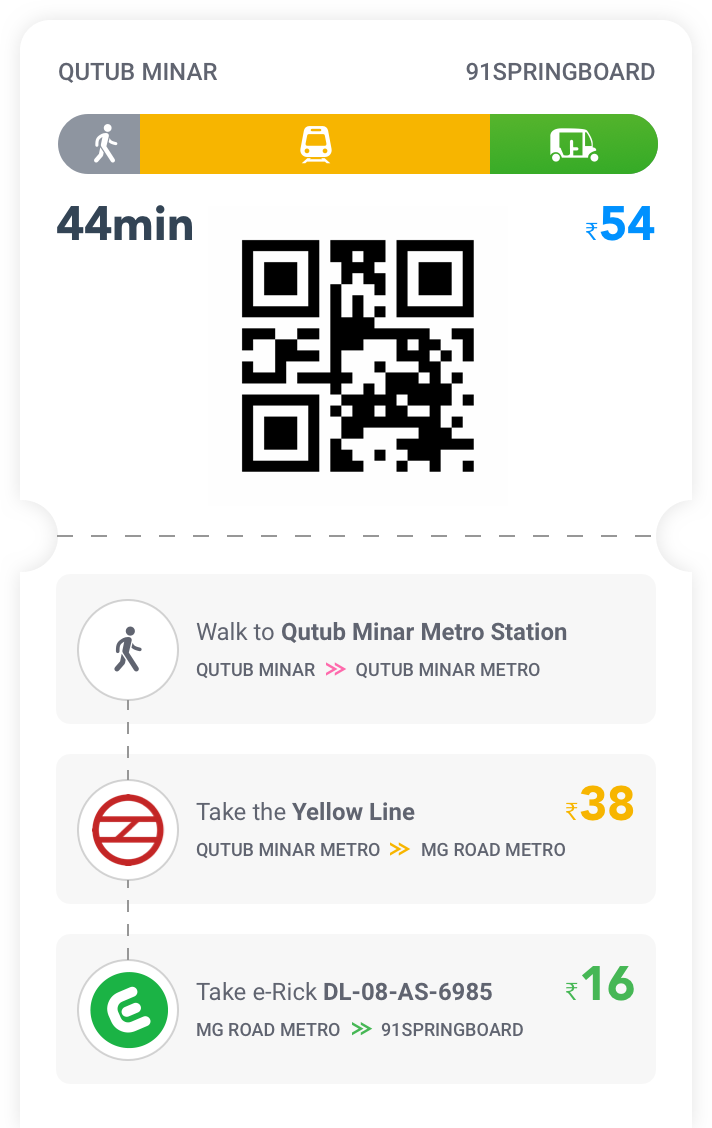 QUTUB MINAR 91SPRINGBOARD
44min ₹54
Walk to Qutub Minar Metro Station
QUTUB MINAR >> QUTUB MINAR METRO
Take the Yellow Line ₹38
QUTUB MINAR METRO >> MG ROAD METRO
Take e-Rick DL-08-AS-6985 ₹16
MG ROAD METRO >> 91SPRINGBOARD